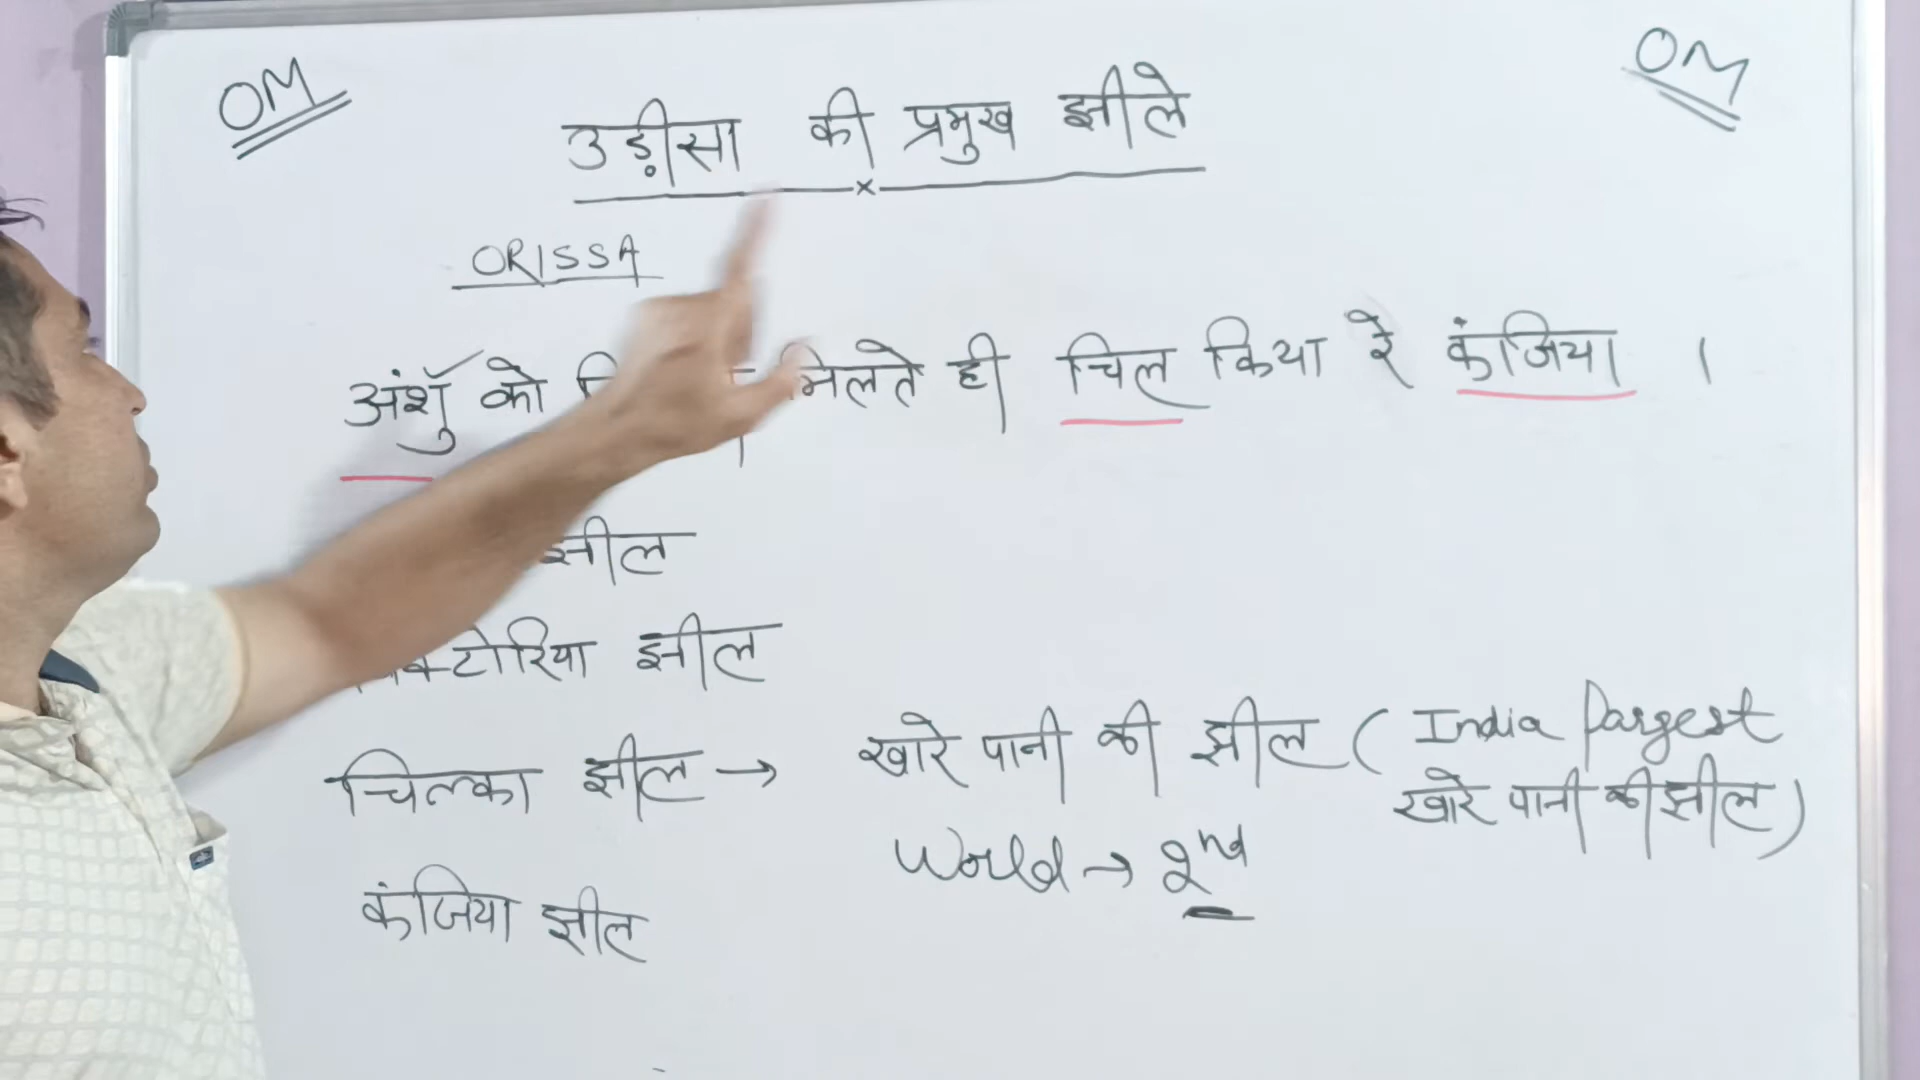 OM
OM
उड़ीसा की प्रमुख झीले
ORISSA
अंशु को मिलते ही चिल किया रे कंजिया ।
झील
झील
चिल्का झील → खारे पानी की झील ( India Largest
खारे पानी की झील )
World → 2nd
कंजिया झील